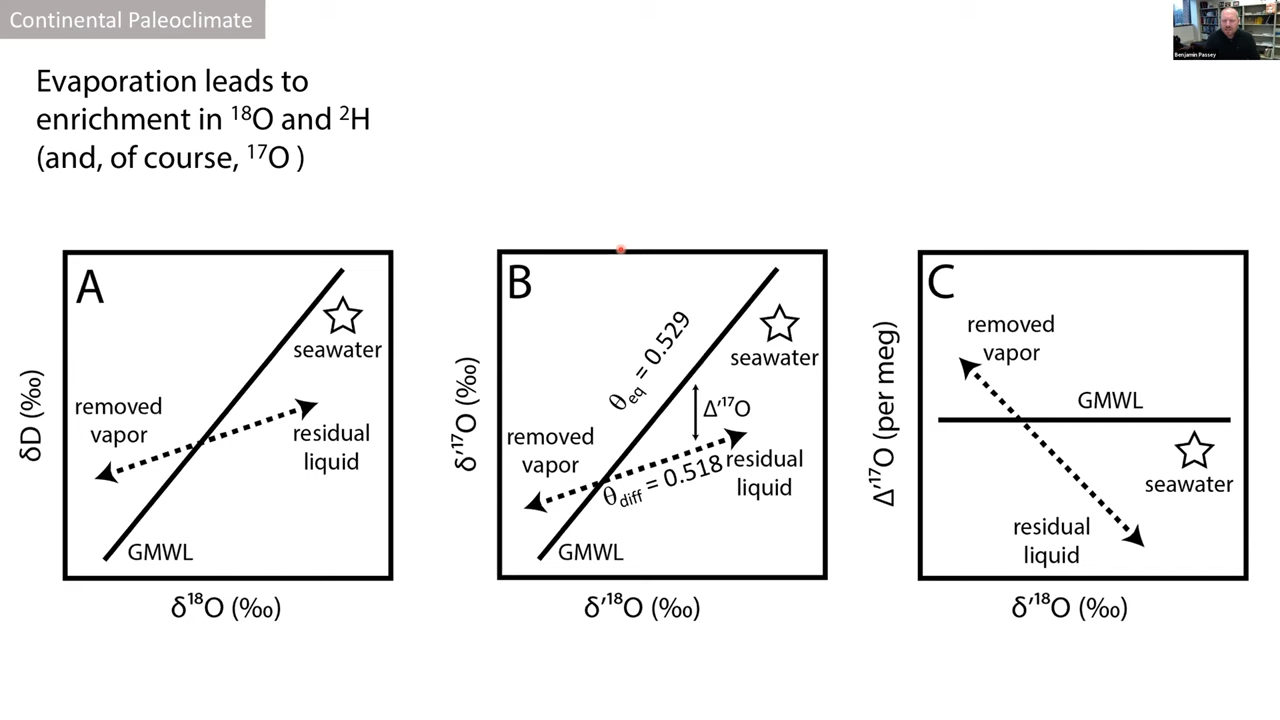 Continental Paleoclimate
Benjamin Passey
Evaporation leads to
enrichment in ¹⁸O and ²H
(and, of course, ¹⁷O )
A
seawater
removed
vapor
residual
liquid
GMWL
δD (‰)
δ¹⁸O (‰)
B
θeq = 0.529
seawater
Δ′¹⁷O
removed
vapor
θdiff = 0.518
residual
liquid
GMWL
δ′¹⁷O (‰)
δ′¹⁸O (‰)
C
removed
vapor
GMWL
seawater
residual
liquid
Δ′¹⁷O (per meg)
δ′¹⁸O (‰)